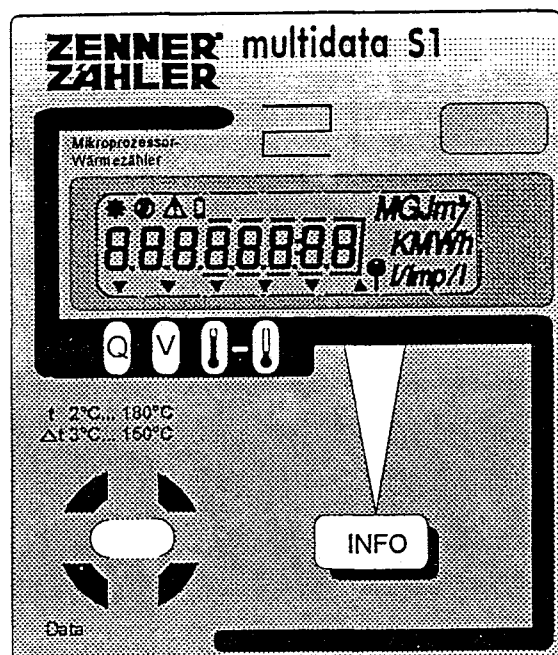 ZENNER® multidata S1
ZÄHLER
Mikroprozessor-
Wärmezähler
8.8.8.8.8.8.8.8
KMWh
l/Imp/l
Q V
t 2°C... 180°C
Δt 3°C... 150°C
INFO
Data